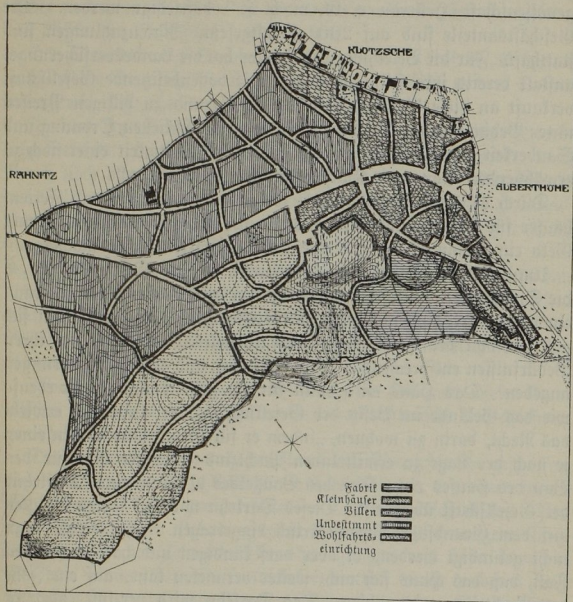 KLOTZSCHE
RÄHNITZ
ALBERTHÖHE
Fabrik
Kleinhäuser
Villen
Unbestimmt
Wohlfahrts-
einrichtung